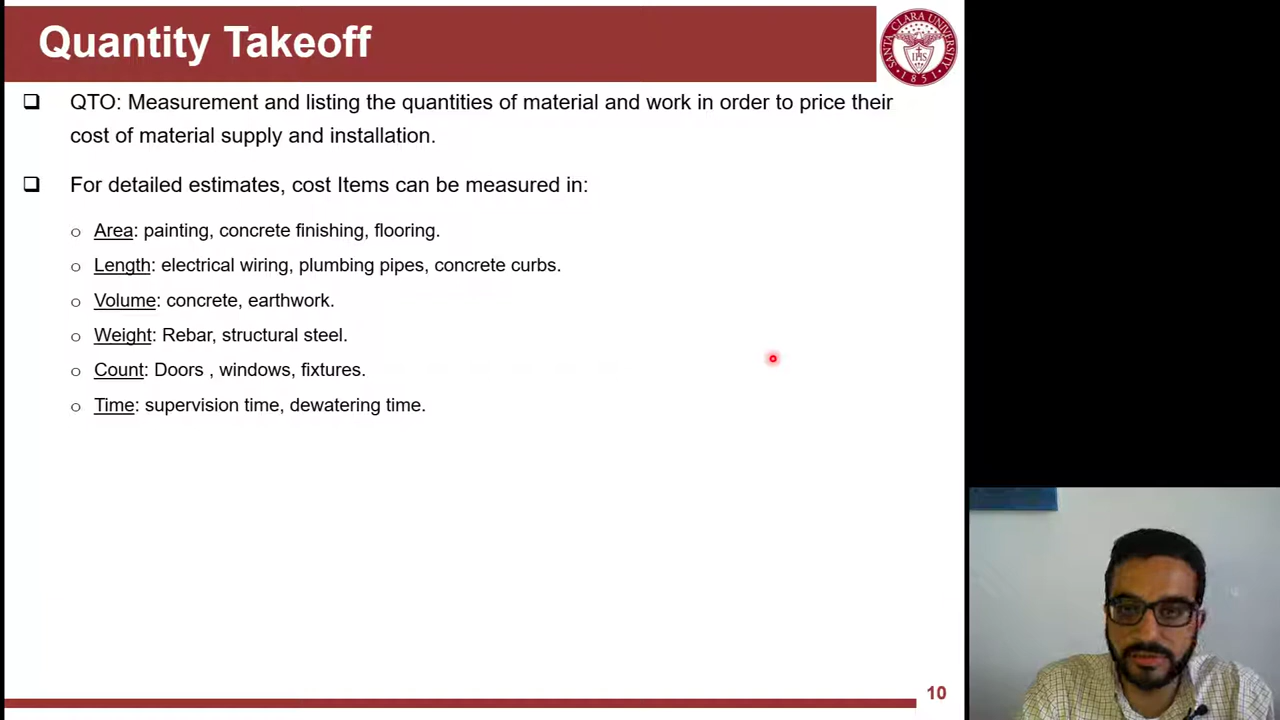 Quantity Takeoff
SANTA CLARA UNIVERSITY
IHS
1851
❑ QTO: Measurement and listing the quantities of material and work in order to price their
cost of material supply and installation.
❑ For detailed estimates, cost Items can be measured in:
o Area: painting, concrete finishing, flooring.
o Length: electrical wiring, plumbing pipes, concrete curbs.
o Volume: concrete, earthwork.
o Weight: Rebar, structural steel.
o Count: Doors , windows, fixtures.
o Time: supervision time, dewatering time.
10